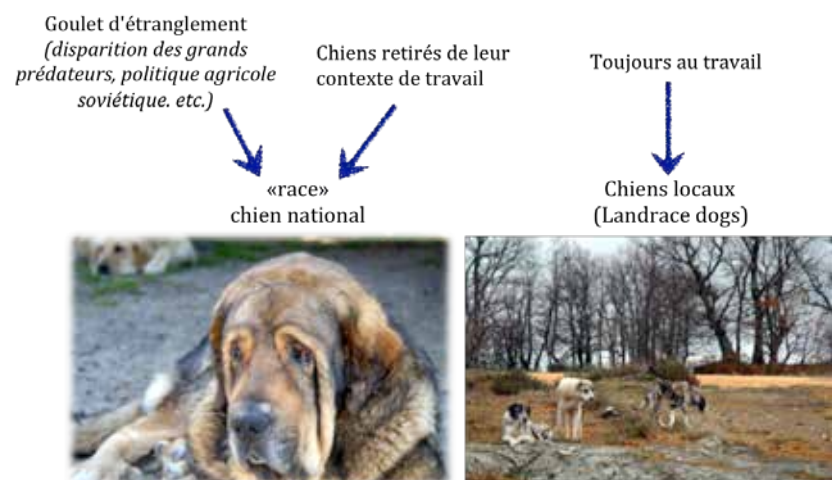 Goulet d'étranglement
(disparition des grands
prédateurs, politique agricole
soviétique. etc.)
Chiens retirés de leur
contexte de travail
Toujours au travail
«race»
chien national
Chiens locaux
(Landrace dogs)